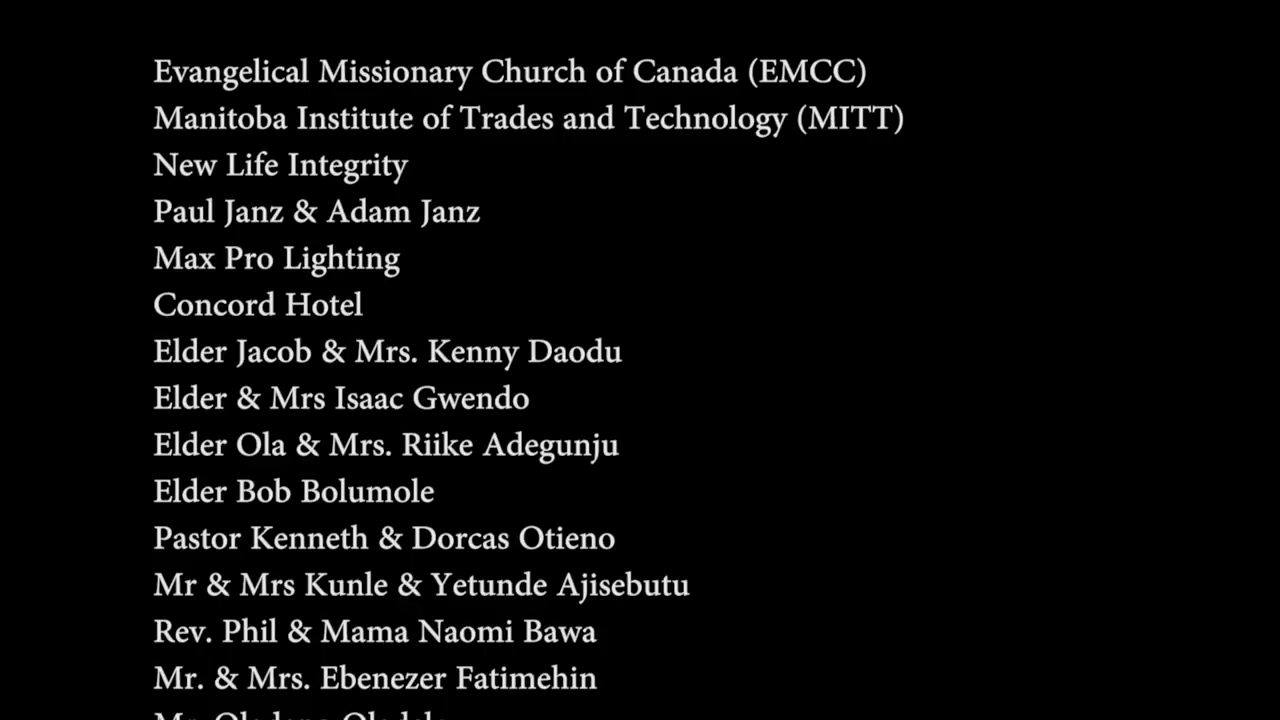 Evangelical Missionary Church of Canada (EMCC)
Manitoba Institute of Trades and Technology (MITT)
New Life Integrity
Paul Janz & Adam Janz
Max Pro Lighting
Concord Hotel
Elder Jacob & Mrs. Kenny Daodu
Elder & Mrs Isaac Gwendo
Elder Ola & Mrs. Riike Adegunju
Elder Bob Bolumole
Pastor Kenneth & Dorcas Otieno
Mr & Mrs Kunle & Yetunde Ajisebutu
Rev. Phil & Mama Naomi Bawa
Mr. & Mrs. Ebenezer Fatimehin
Mr.